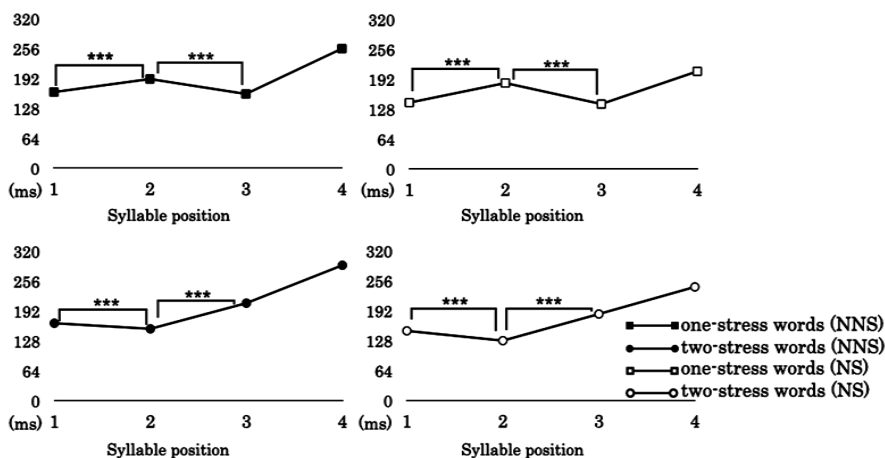 320
256
192
128
64
0
(ms) 1 2 3 4
Syllable position
*** ***
320
256
192
128
64
0
(ms) 1 2 3 4
Syllable position
*** ***
320
256
192
128
64
0
(ms) 1 2 3 4
Syllable position
*** ***
320
256
192
128
64
0
(ms) 1 2 3 4
Syllable position
*** ***
one-stress words (NNS)
two-stress words (NNS)
one-stress words (NS)
two-stress words (NS)